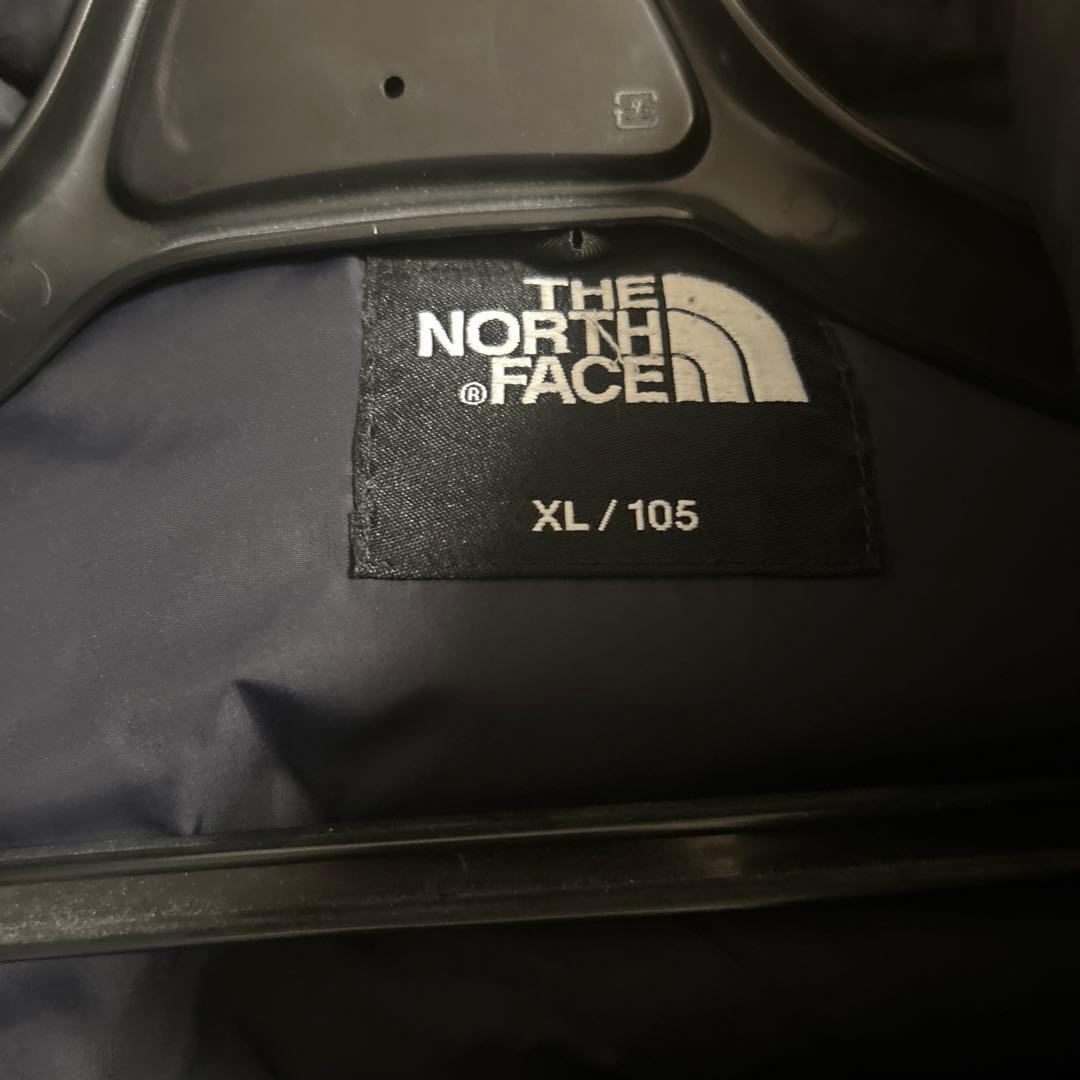 THE
NORTH
® FACE
XL / 105